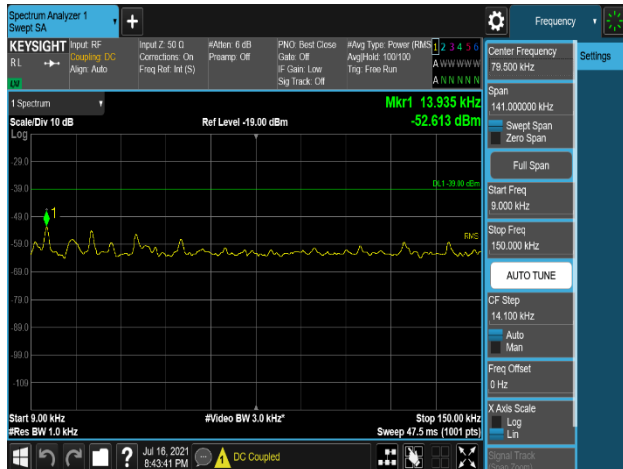 Spectrum Analyzer 1
Swept SA
Frequency
KEYSIGHT
R L
Input: RF
Coupling: DC
Align: Auto
Input Z: 50 Ω
Corrections: On
Freq Ref: Int (S)
#Atten: 6 dB
Preamp: Off
PNO: Best Close
Gate: Off
IF Gain: Low
Sig Track: Off
#Avg Type: Power (RMS
Avg|Hold: 100/100
Trig: Free Run
1 2 3 4 5 6
A W W W W W
A N N N N N
Settings
Center Frequency
79.500 kHz
Span
141.000000 kHz
Swept Span
Zero Span
Full Span
Start Freq
9.000 kHz
Stop Freq
150.000 kHz
AUTO TUNE
CF Step
14.100 kHz
Auto
Man
Freq Offset
0 Hz
X Axis Scale
Log
Lin
Signal Track
(Span Zoom)
1 Spectrum
Scale/Div 10 dB
Log
Ref Level -19.00 dBm
Mkr1 13.935 kHz
-52.613 dBm
-29.0
-39.0
DL1 -39.00 dBm
-49.0
1
-59.0
RMS
-69.0
-79.0
-89.0
-99.0
-109
Start 9.00 kHz
#Res BW 1.0 kHz
#Video BW 3.0 kHz*
Stop 150.00 kHz
Sweep 47.5 ms (1001 pts)
?
Jul 16, 2021
8:43:41 PM
DC Coupled